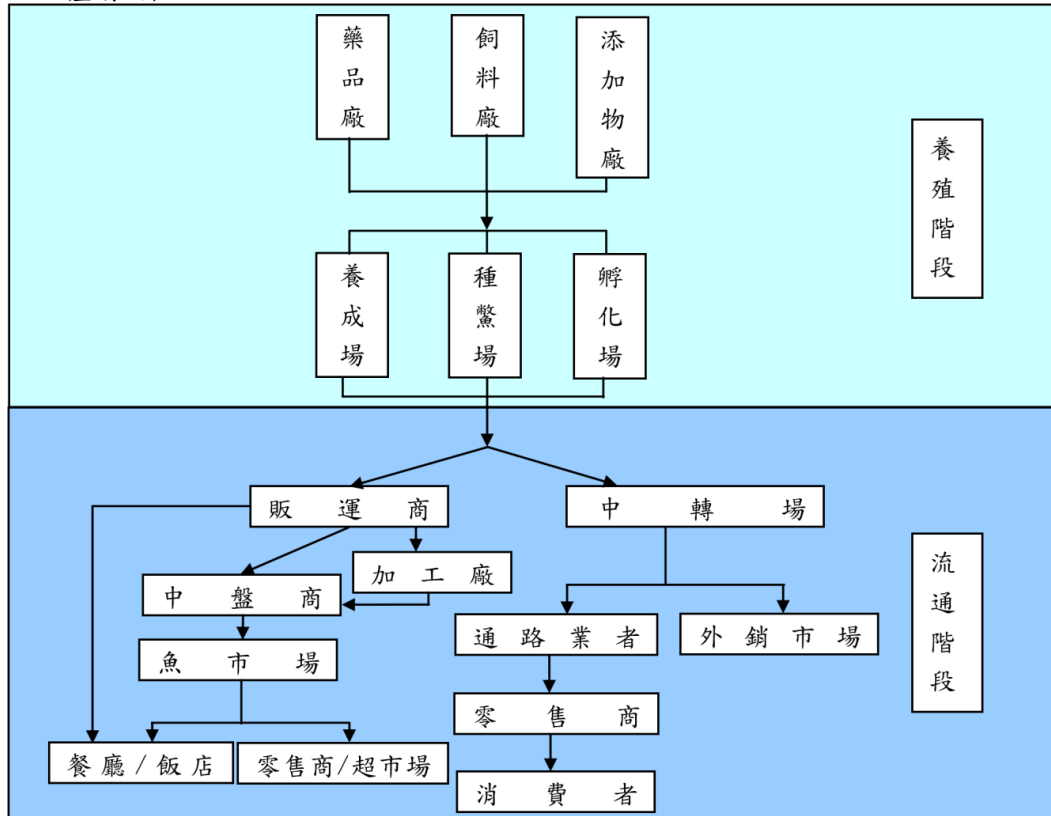 藥品廠
飼料廠
添加物廠
養殖階段
養成場
種鱉場
孵化場
販運商
中轉場
加工廠
中盤商
流通階段
通路業者
外銷市場
魚市場
零售商
餐廳/飯店
零售商/超市場
消費者